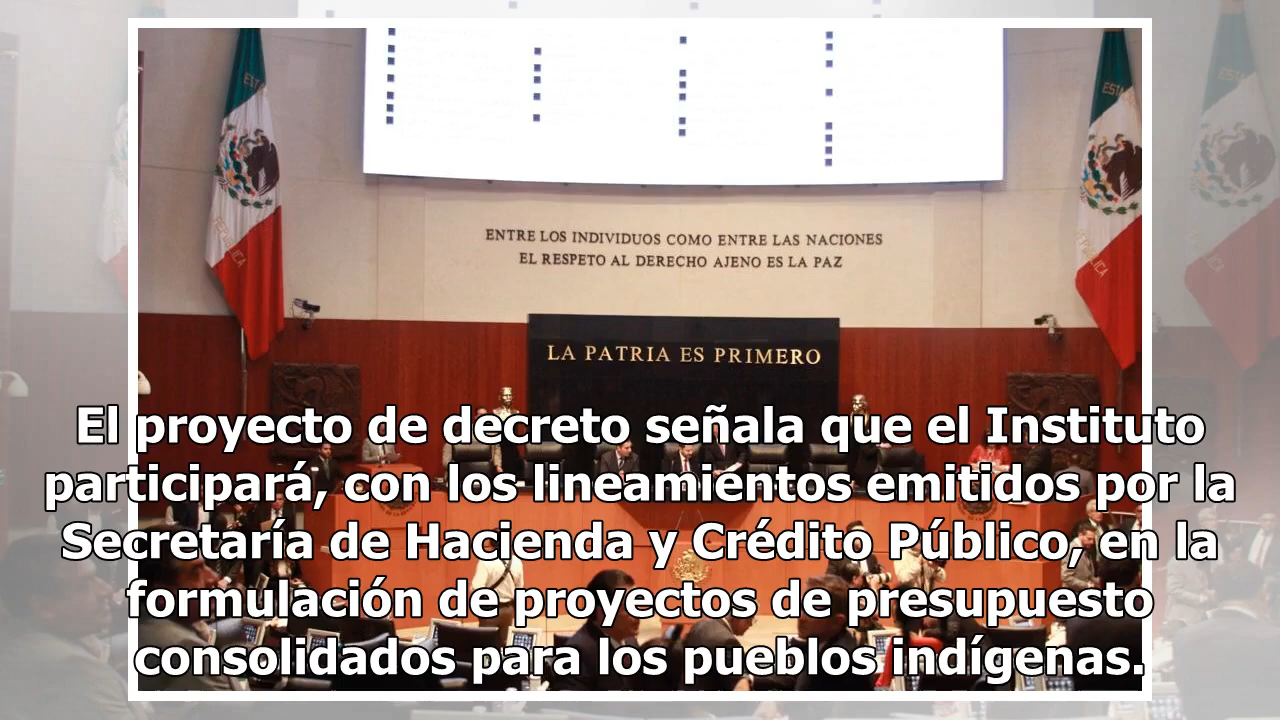 ENTRE LOS INDIVIDUOS COMO ENTRE LAS NACIONES
EL RESPETO AL DERECHO AJENO ES LA PAZ
LA PATRIA ES PRIMERO
El proyecto de decreto señala que el Instituto
participará, con los lineamientos emitidos por la
Secretaría de Hacienda y Crédito Público, en la
formulación de proyectos de presupuesto
consolidados para los pueblos indígenas.